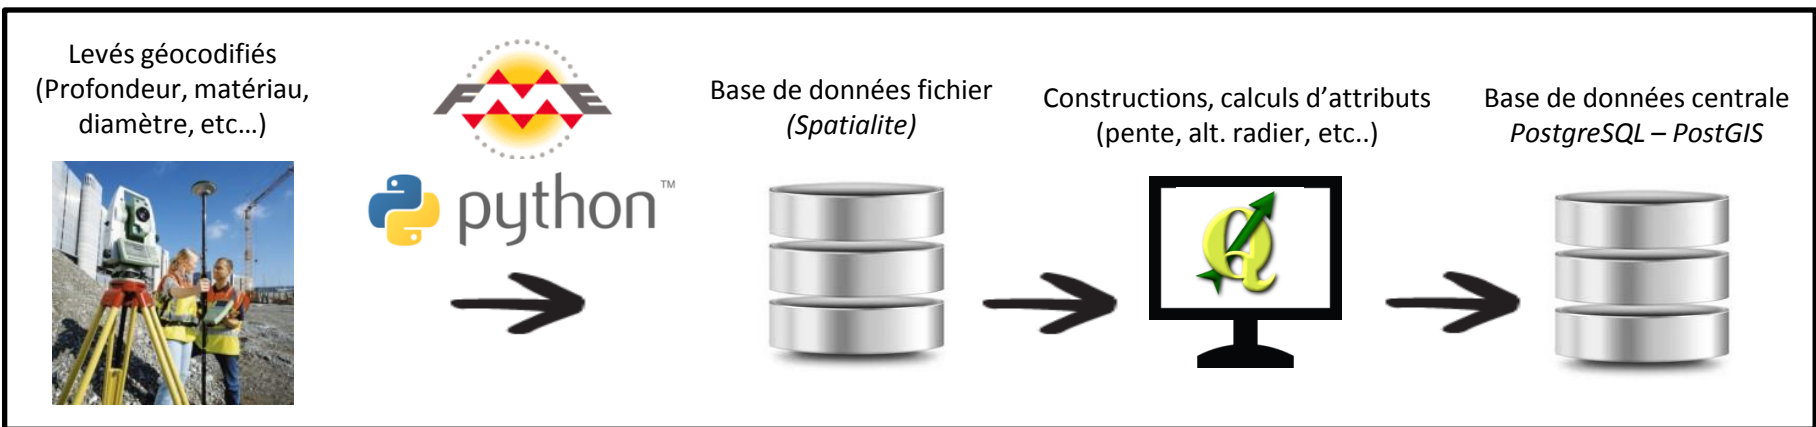 Levés géocodifiés
(Profondeur, matériau,
diamètre, etc…)
FME
python™
Base de données fichier
(Spatialite)
Constructions, calculs d’attributs
(pente, alt. radier, etc..)
Q
Base de données centrale
PostgreSQL – PostGIS